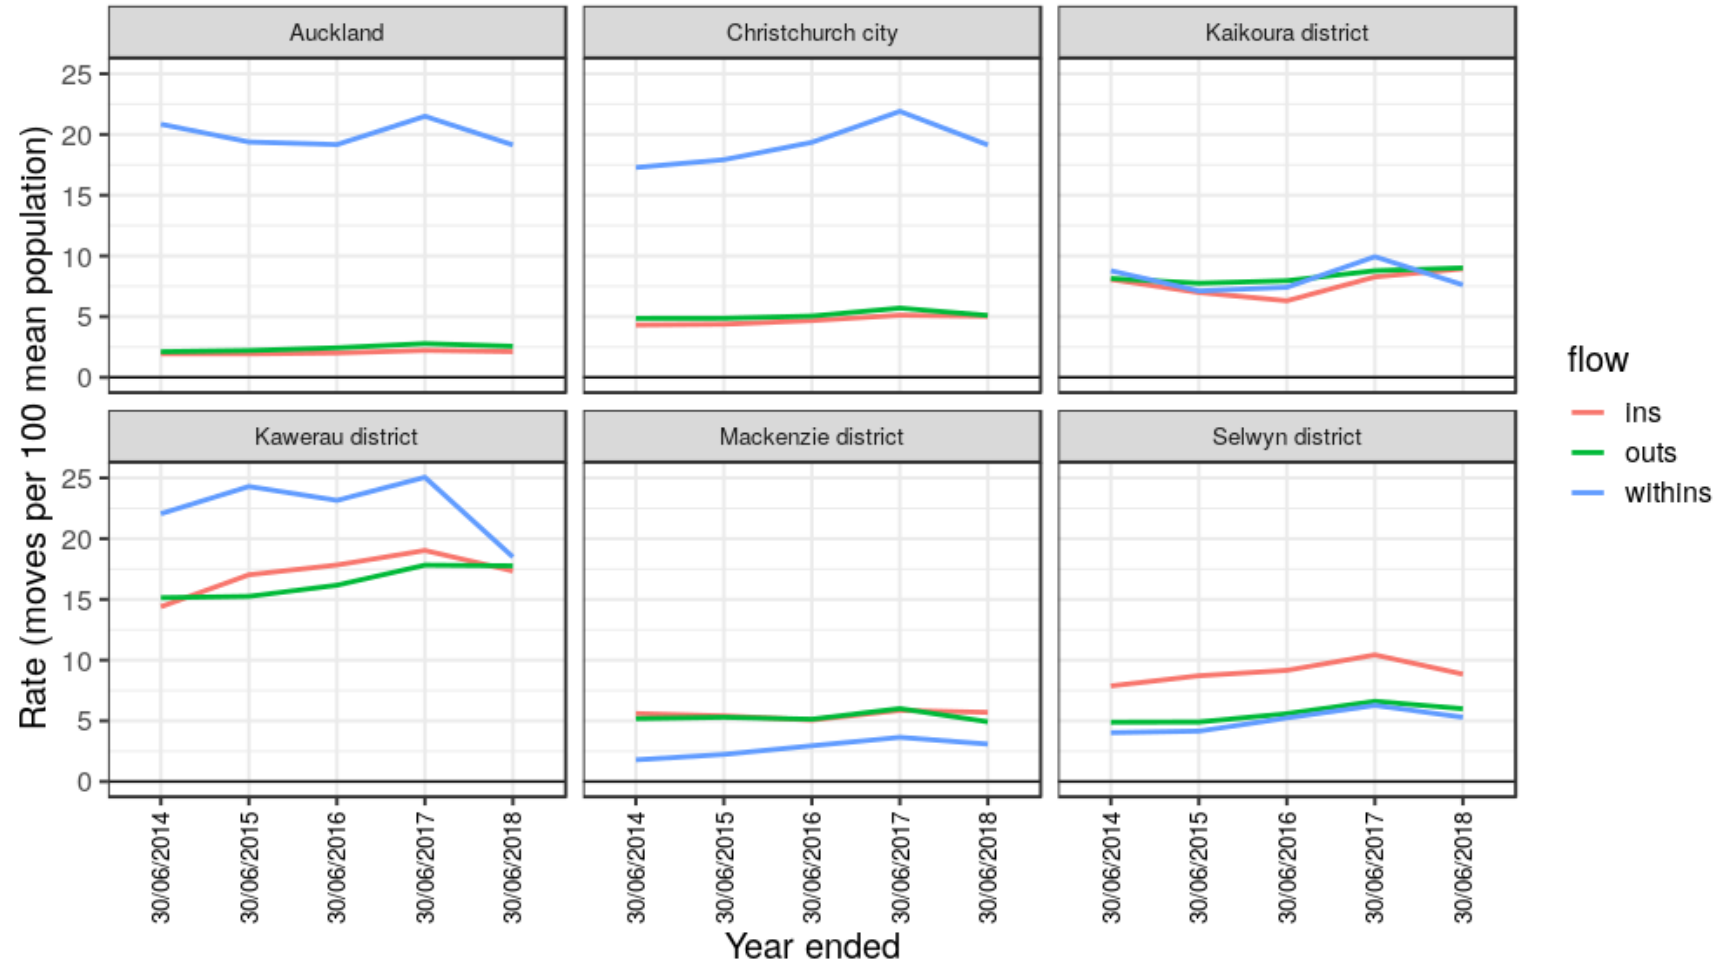 Auckland
Christchurch city
Kaikoura district
Rate (moves per 100 mean population)
25
20
15
10
5
0
Kawerau district
Mackenzie district
Selwyn district
25
20
15
10
5
0
30/06/2014
30/06/2015
30/06/2016
30/06/2017
30/06/2018
30/06/2014
30/06/2015
30/06/2016
30/06/2017
30/06/2018
30/06/2014
30/06/2015
30/06/2016
30/06/2017
30/06/2018
Year ended
flow
ins
outs
withins